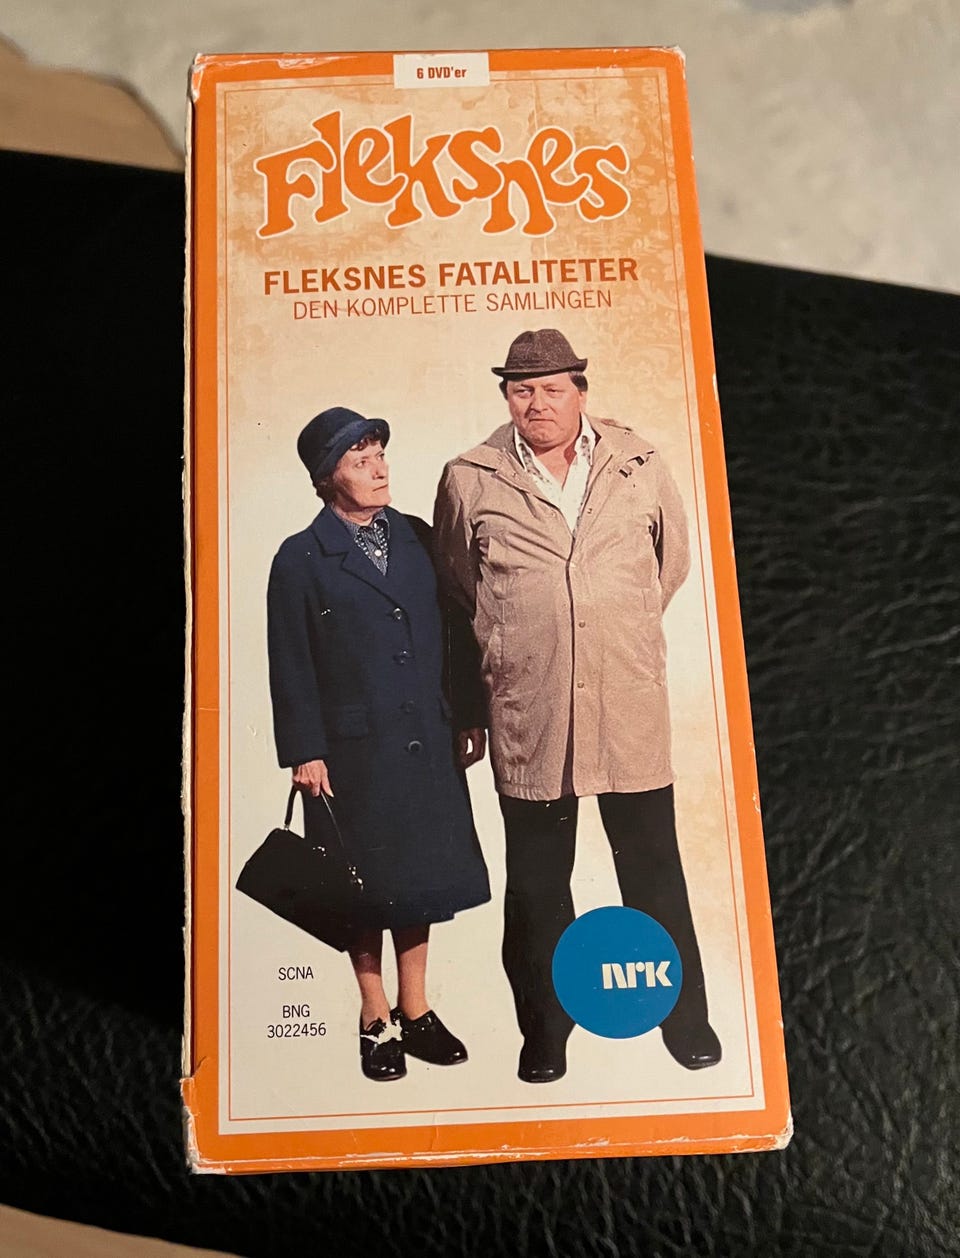 6 DVD'er
Fleksnes
FLEKSNES FATALITETER
DEN KOMPLETTE SAMLINGEN
SCNA
BNG
3022456
NRK